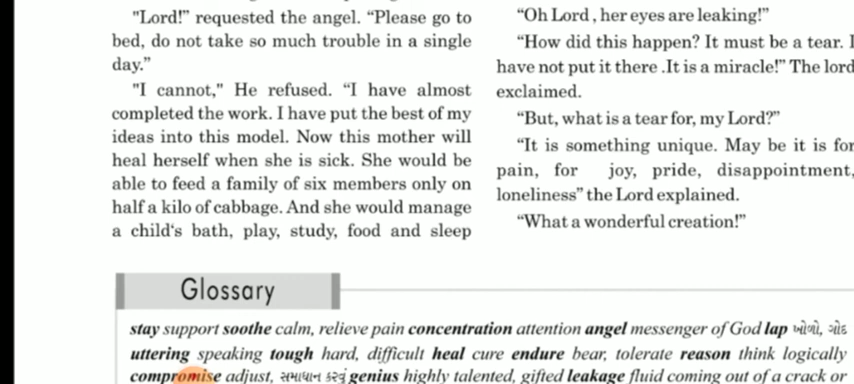 "Lord!" requested the angel. “Please go to
bed, do not take so much trouble in a single
day.”
"I cannot," He refused. “I have almost
completed the work. I have put the best of my
ideas into this model. Now this mother will
heal herself when she is sick. She would be
able to feed a family of six members only on
half a kilo of cabbage. And she would manage
a child‘s bath, play, study, food and sleep
“Oh Lord , her eyes are leaking!”
“How did this happen? It must be a tear. I
have not put it there .It is a miracle!” The lord
exclaimed.
“But, what is a tear for, my Lord?”
“It is something unique. May be it is for
pain, for joy, pride, disappointment,
loneliness” the Lord explained.
“What a wonderful creation!”
Glossary
stay support soothe calm, relieve pain concentration attention angel messenger of God lap ખોળો, ગોદ
uttering speaking tough hard, difficult heal cure endure bear, tolerate reason think logically
compromise adjust, સમાધાન કરવું genius highly talented, gifted leakage fluid coming out of a crack or